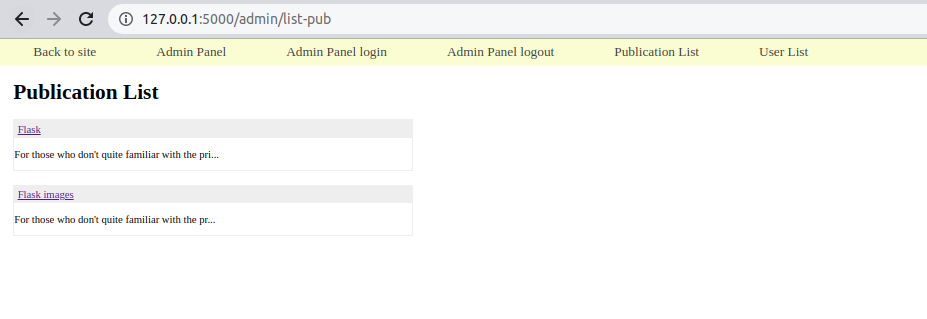 127.0.0.1:5000/admin/list-pub
Back to site Admin Panel Admin Panel login Admin Panel logout Publication List User List
Publication List
Flask
For those who don't quite familiar with the pri...
Flask images
For those who don't quite familiar with the pr...